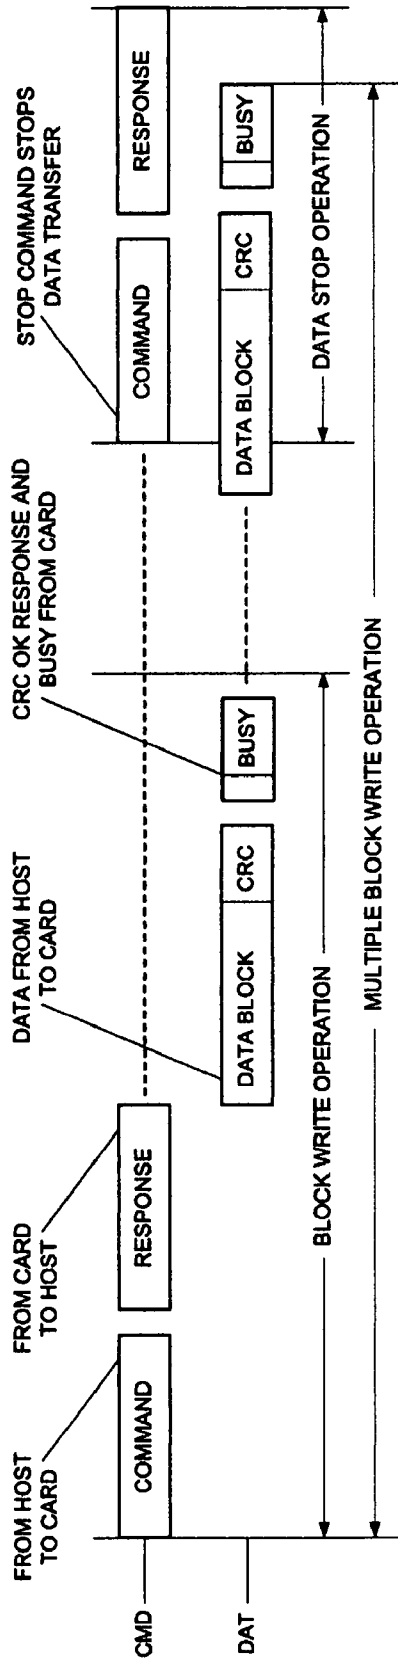 FROM HOST
TO CARD
FROM CARD
TO HOST
DATA FROM HOST
TO CARD
CRC OK RESPONSE AND
BUSY FROM CARD
STOP COMMAND STOPS
DATA TRANSFER
CMD
COMMAND
RESPONSE
COMMAND
RESPONSE
DAT
DATA BLOCK
CRC
BUSY
DATA BLOCK
CRC
BUSY
BLOCK WRITE OPERATION
DATA STOP OPERATION
MULTIPLE BLOCK WRITE OPERATION